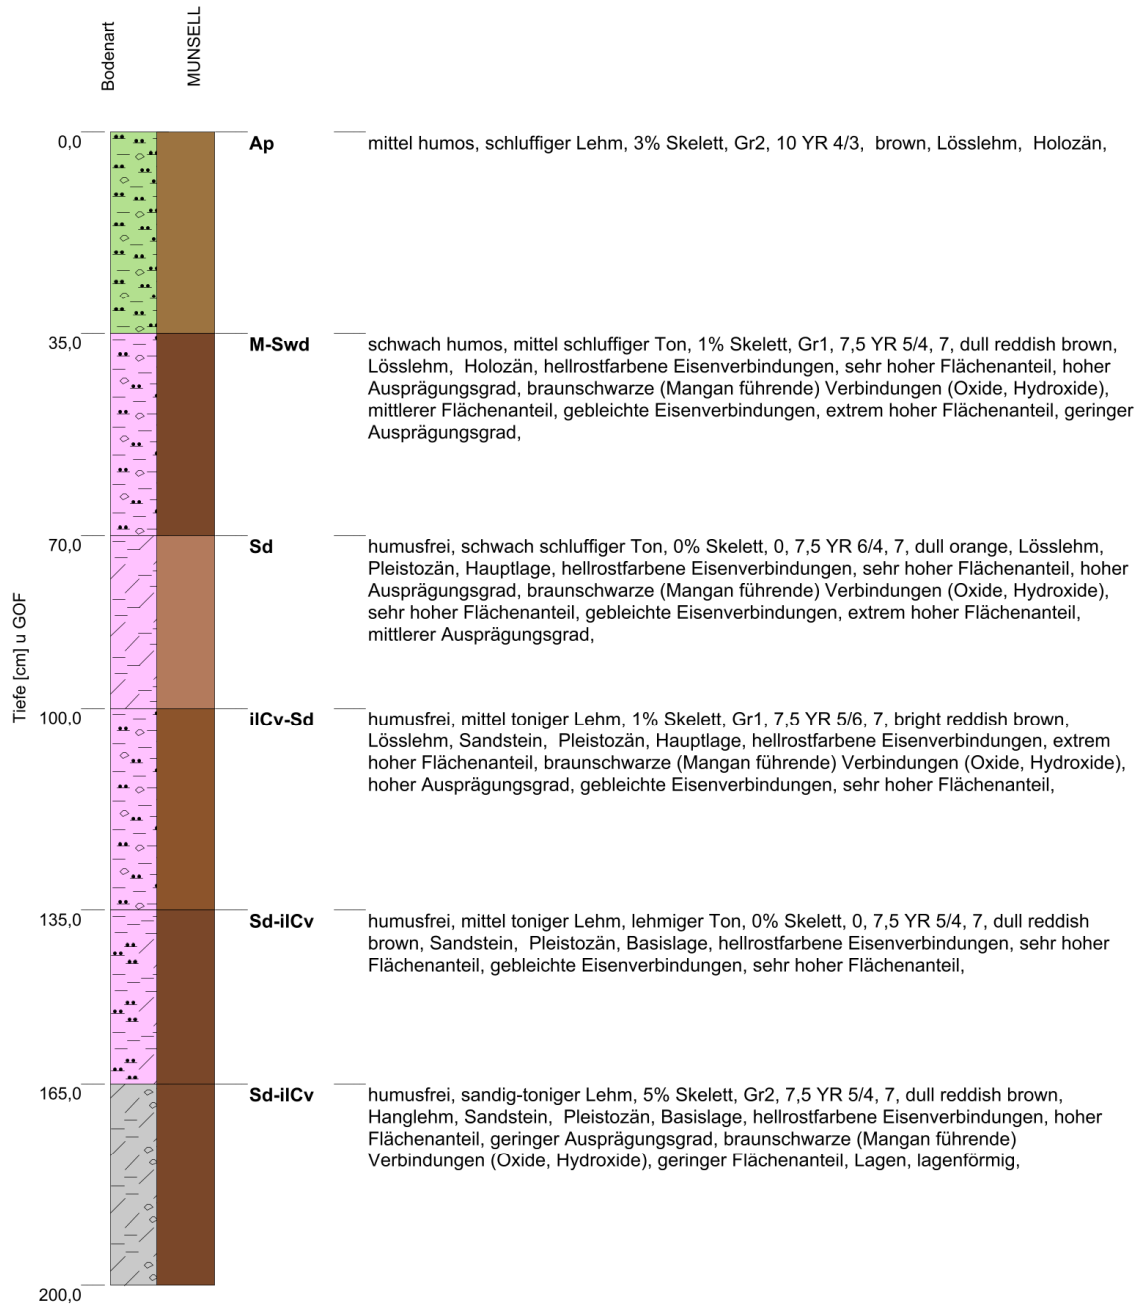 Bodenart
MUNSELL
Tiefe [cm] u GOF
0,0
Ap
mittel humos, schluffiger Lehm, 3% Skelett, Gr2, 10 YR 4/3, brown, Lösslehm, Holozän,
35,0
M-Swd
schwach humos, mittel schluffiger Ton, 1% Skelett, Gr1, 7,5 YR 5/4, 7, dull reddish brown,
Lösslehm, Holozän, hellrostfarbene Eisenverbindungen, sehr hoher Flächenanteil, hoher
Ausprägungsgrad, braunschwarze (Mangan führende) Verbindungen (Oxide, Hydroxide),
mittlerer Flächenanteil, gebleichte Eisenverbindungen, extrem hoher Flächenanteil, geringer
Ausprägungsgrad,
70,0
Sd
humusfrei, schwach schluffiger Ton, 0% Skelett, 0, 7,5 YR 6/4, 7, dull orange, Lösslehm,
Pleistozän, Hauptlage, hellrostfarbene Eisenverbindungen, sehr hoher Flächenanteil, hoher
Ausprägungsgrad, braunschwarze (Mangan führende) Verbindungen (Oxide, Hydroxide),
sehr hoher Flächenanteil, gebleichte Eisenverbindungen, extrem hoher Flächenanteil,
mittlerer Ausprägungsgrad,
100,0
ilCv-Sd
humusfrei, mittel toniger Lehm, 1% Skelett, Gr1, 7,5 YR 5/6, 7, bright reddish brown,
Lösslehm, Sandstein, Pleistozän, Hauptlage, hellrostfarbene Eisenverbindungen, extrem
hoher Flächenanteil, braunschwarze (Mangan führende) Verbindungen (Oxide, Hydroxide),
hoher Ausprägungsgrad, gebleichte Eisenverbindungen, sehr hoher Flächenanteil,
135,0
Sd-ilCv
humusfrei, mittel toniger Lehm, lehmiger Ton, 0% Skelett, 0, 7,5 YR 5/4, 7, dull reddish
brown, Sandstein, Pleistozän, Basislage, hellrostfarbene Eisenverbindungen, sehr hoher
Flächenanteil, gebleichte Eisenverbindungen, sehr hoher Flächenanteil,
165,0
Sd-ilCv
humusfrei, sandig-toniger Lehm, 5% Skelett, Gr2, 7,5 YR 5/4, 7, dull reddish brown,
Hanglehm, Sandstein, Pleistozän, Basislage, hellrostfarbene Eisenverbindungen, hoher
Flächenanteil, geringer Ausprägungsgrad, braunschwarze (Mangan führende)
Verbindungen (Oxide, Hydroxide), geringer Flächenanteil, Lagen, lagenförmig,
200,0